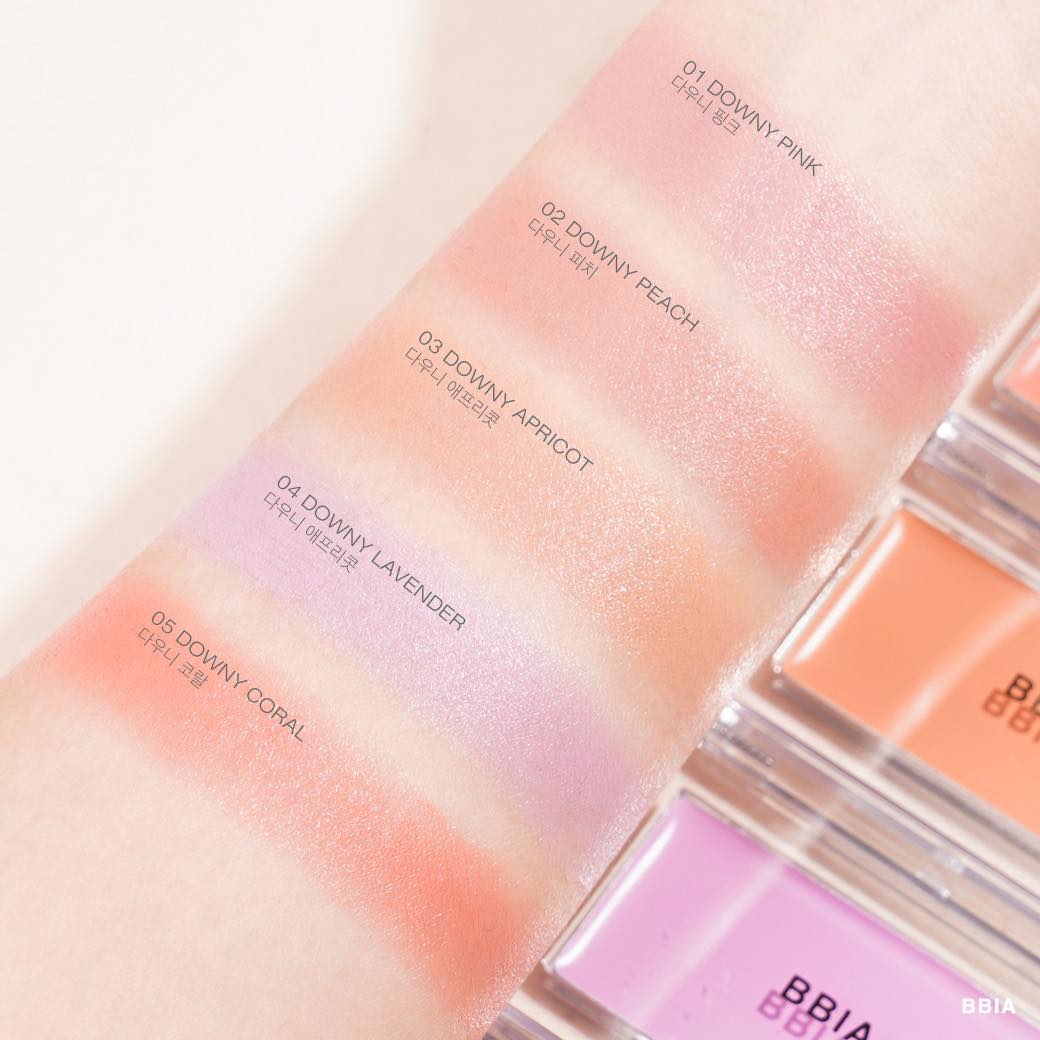 01 DOWNY PINK
다우니 핑크
02 DOWNY PEACH
다우니 피치
03 DOWNY APRICOT
다우니 애프리콧
04 DOWNY LAVENDER
다우니 애프리콧
05 DOWNY CORAL
다우니 코랄
BBIA
BBIA